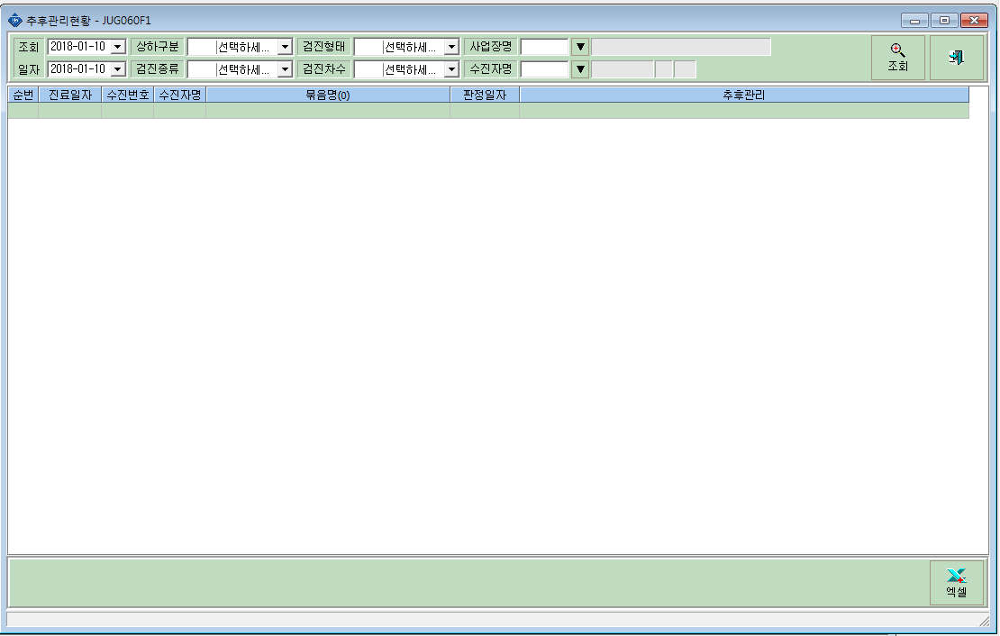 추후관리현황 - JUG060F1
조회 2018-01-10 상하구분 선택하세... 검진형태 선택하세... 사업장명 ▼
일자 2018-01-10 검진종류 선택하세... 검진차수 선택하세... 수진자명 ▼
조회
순번 진료일자 수진번호 수진자명 묶음명(0) 판정일자 추후관리
엑셀